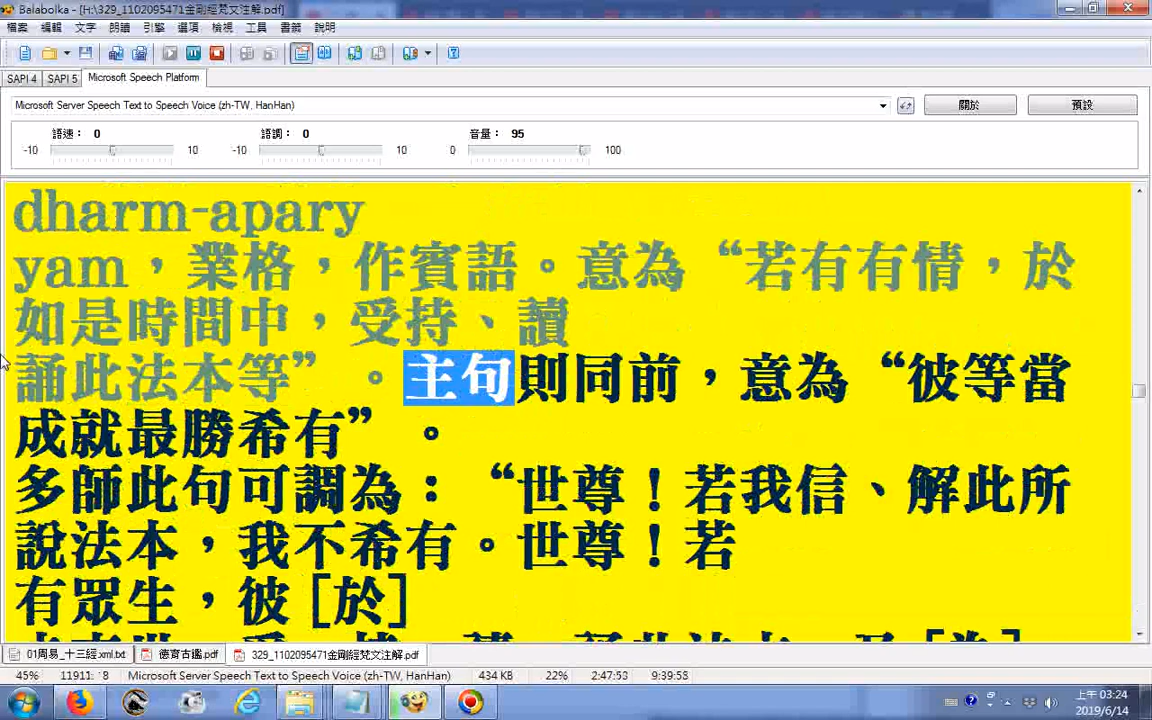 Balabolka - [H:\329_1102095471金剛經梵文注解.pdf]
檔案 編輯 文字 朗讀 引擎 選項 檢視 工具 書籤 說明
SAPI 4 SAPI 5 Microsoft Speech Platform
Microsoft Server Speech Text to Speech Voice (zh-TW, HanHan) 關於 預設
語速： 0 語調： 0 音量： 95
-10 10 -10 10 0 100
dharm-apary
yam，業格，作賓語。意為“若有有情，於
如是時間中，受持、讀
誦此法本等”。主句則同前，意為“彼等當
成就最勝希有”。
多師此句可調為：“世尊！若我信、解此所
說法本，我不希有。世尊！若
有眾生，彼[於]
01周易_十三經.xml.txt 德育古鑑.pdf 329_1102095471金剛經梵文注解.pdf
45% 11911: 8 Microsoft Server Speech Text to Speech Voice (zh-TW, HanHan) 434 KB 22% 2:47:53 9:39:58
上午 03:24
2019/6/14